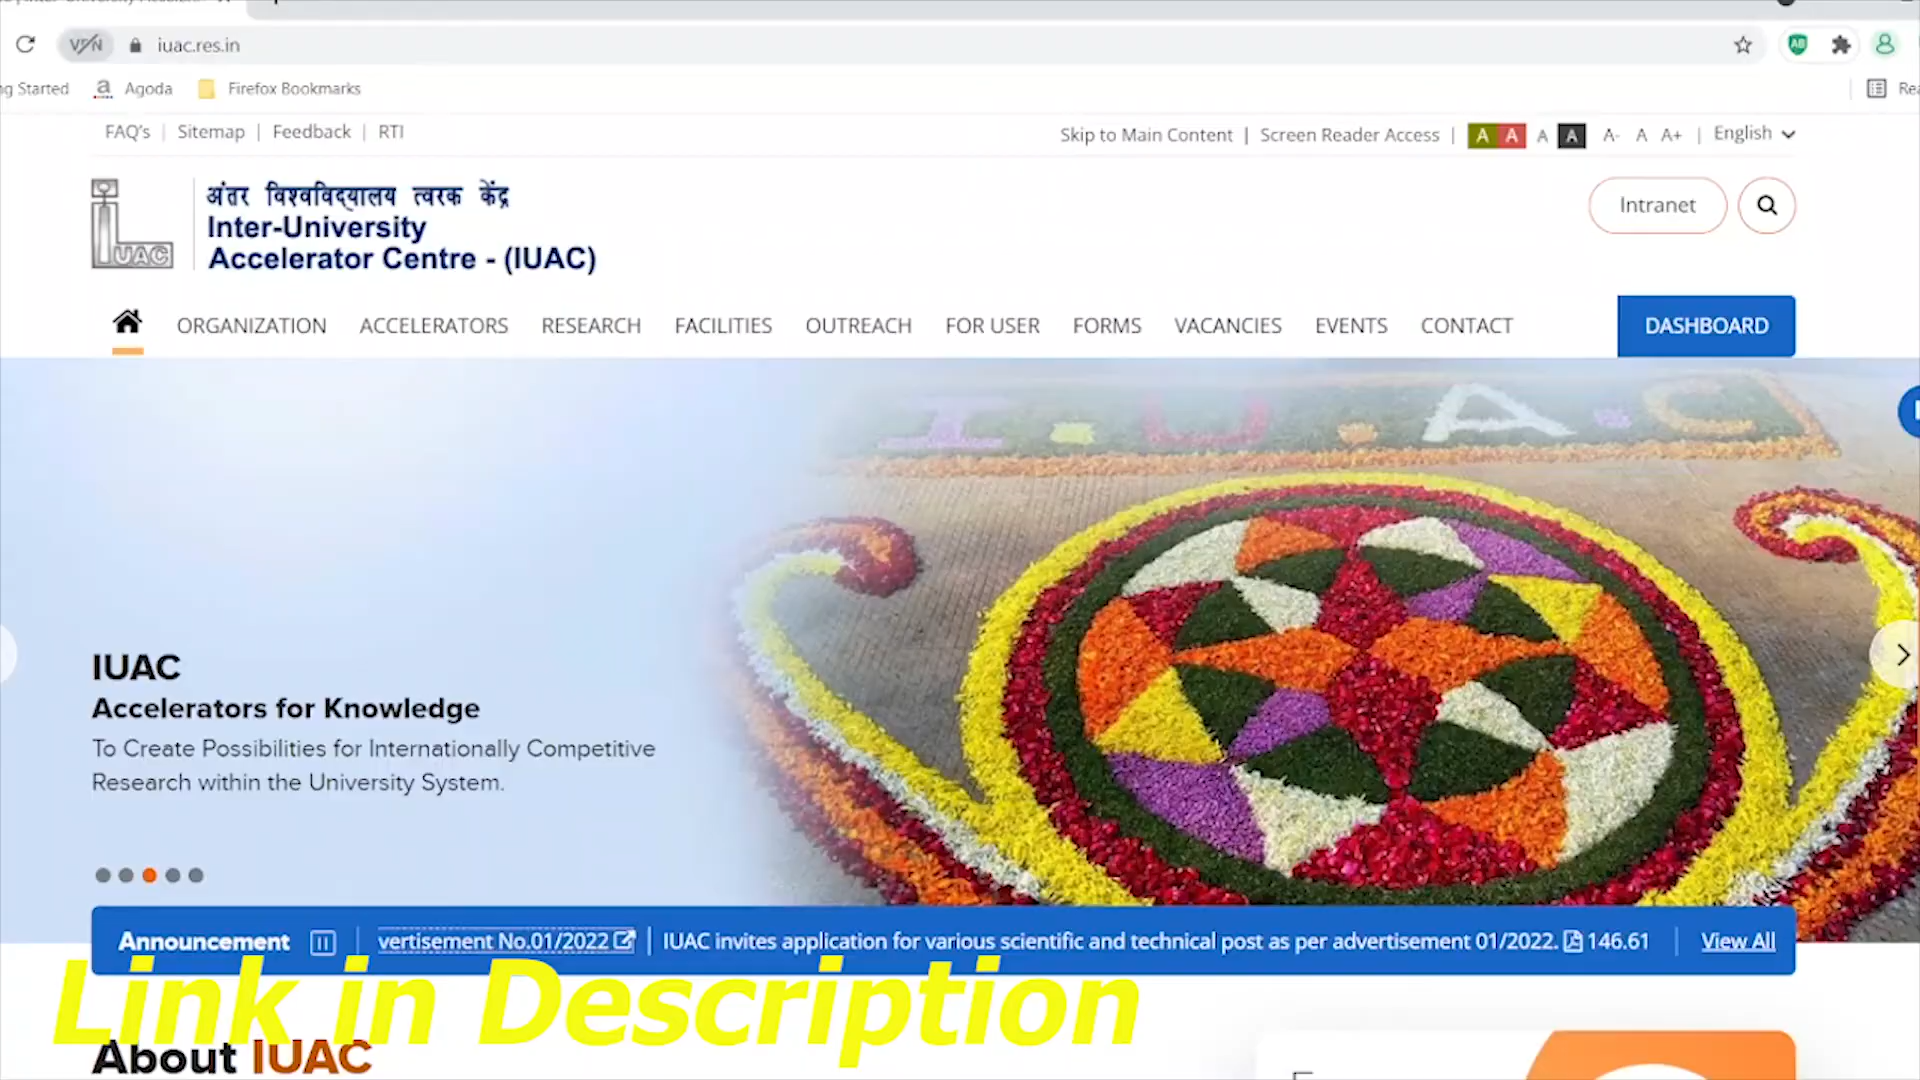 VPN iuac.res.in
Started Agoda Firefox Bookmarks
FAQ's | Sitemap | Feedback | RTI
Skip to Main Content | Screen Reader Access | A A A A A- A A+ | English
IUAC
अंतर विश्वविद्यालय त्वरक केंद्र
Inter-University
Accelerator Centre - (IUAC)
Intranet
ORGANIZATION ACCELERATORS RESEARCH FACILITIES OUTREACH FOR USER FORMS VACANCIES EVENTS CONTACT DASHBOARD
I.U.A.C
IUAC
Accelerators for Knowledge
To Create Possibilities for Internationally Competitive
Research within the University System.
Announcement vertisement No.01/2022 | IUAC invites application for various scientific and technical post as per advertisement 01/2022. 146.61 | View All
Link in Description
About IUAC